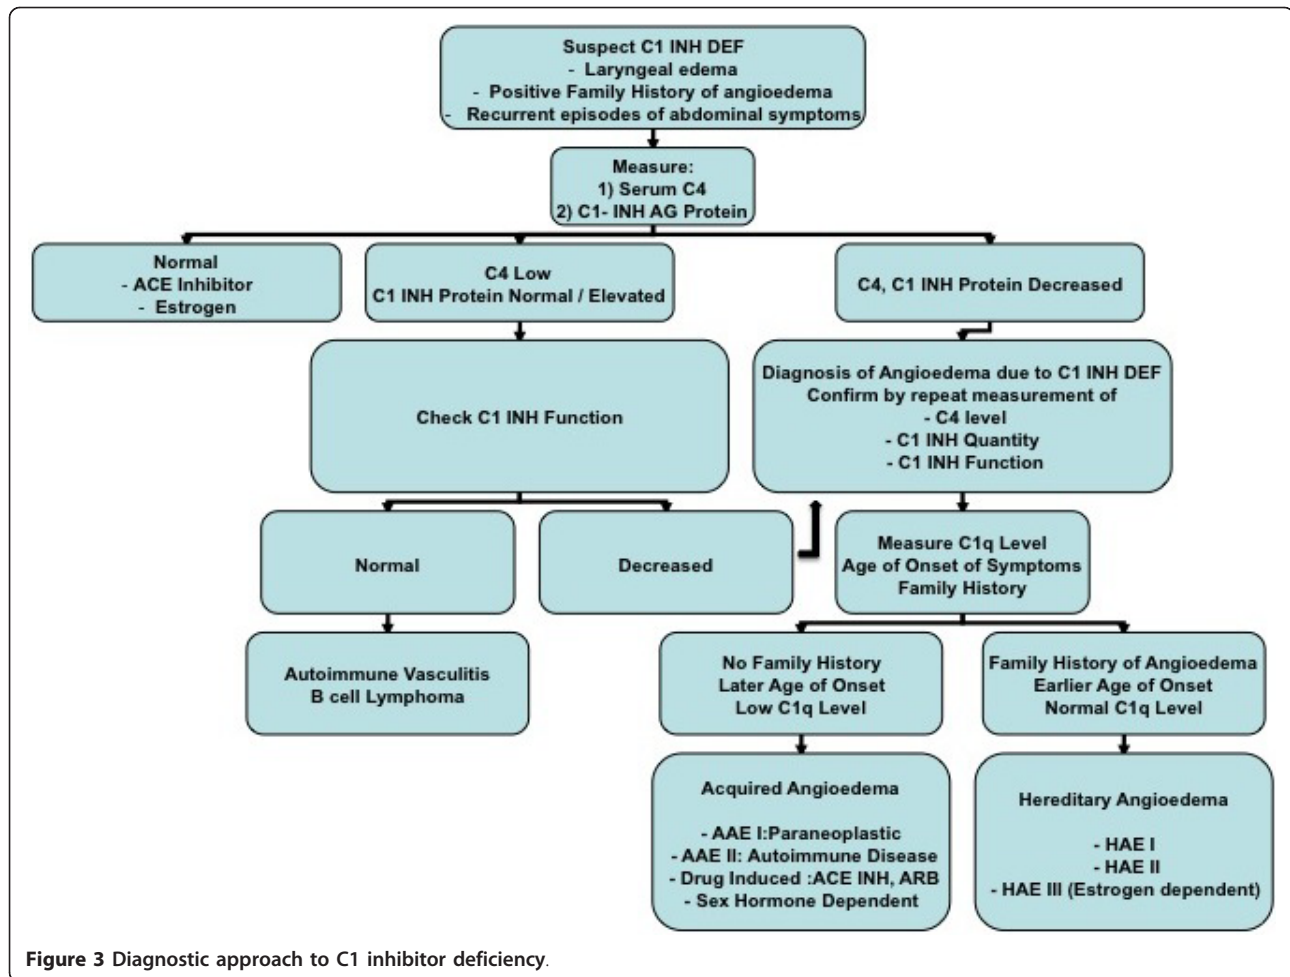 Suspect C1 INH DEF
- Laryngeal edema
- Positive Family History of angioedema
- Recurrent episodes of abdominal symptoms
Measure:
1) Serum C4
2) C1- INH AG Protein
Normal
- ACE Inhibitor
- Estrogen
C4 Low
C1 INH Protein Normal / Elevated
C4, C1 INH Protein Decreased
Check C1 INH Function
Diagnosis of Angioedema due to C1 INH DEF
Confirm by repeat measurement of
- C4 level
- C1 INH Quantity
- C1 INH Function
Normal
Decreased
Measure C1q Level
Age of Onset of Symptoms
Family History
Autoimmune Vasculitis
B cell Lymphoma
No Family History
Later Age of Onset
Low C1q Level
Family History of Angioedema
Earlier Age of Onset
Normal C1q Level
Acquired Angioedema
- AAE I:Paraneoplastic
- AAE II: Autoimmune Disease
- Drug Induced :ACE INH, ARB
- Sex Hormone Dependent
Hereditary Angioedema
- HAE I
- HAE II
- HAE III (Estrogen dependent)
Figure 3 Diagnostic approach to C1 inhibitor deficiency.